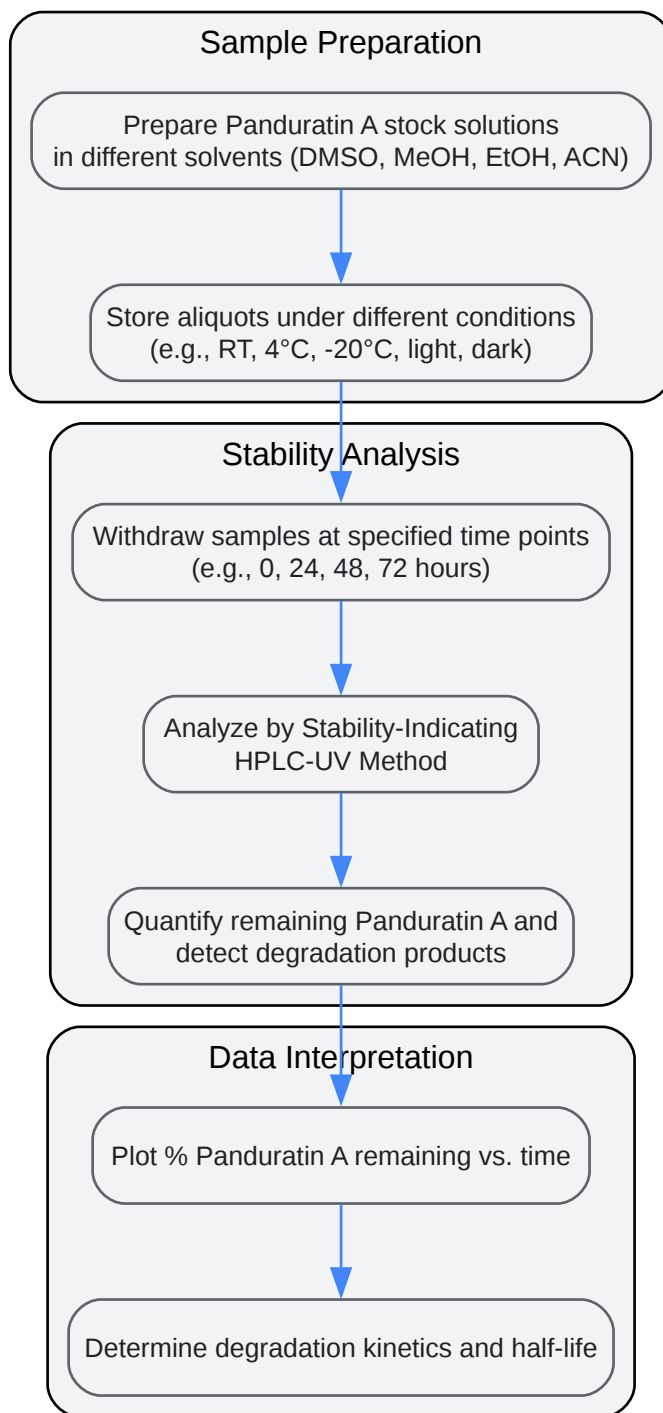 Sample Preparation
Prepare Panduratin A stock solutions
in different solvents (DMSO, MeOH, EtOH, ACN)
Store aliquots under different conditions
(e.g., RT, 4°C, -20°C, light, dark)
Stability Analysis
Withdraw samples at specified time points
(e.g., 0, 24, 48, 72 hours)
Analyze by Stability-Indicating
HPLC-UV Method
Quantify remaining Panduratin A and
detect degradation products
Data Interpretation
Plot % Panduratin A remaining vs. time
Determine degradation kinetics and half-life